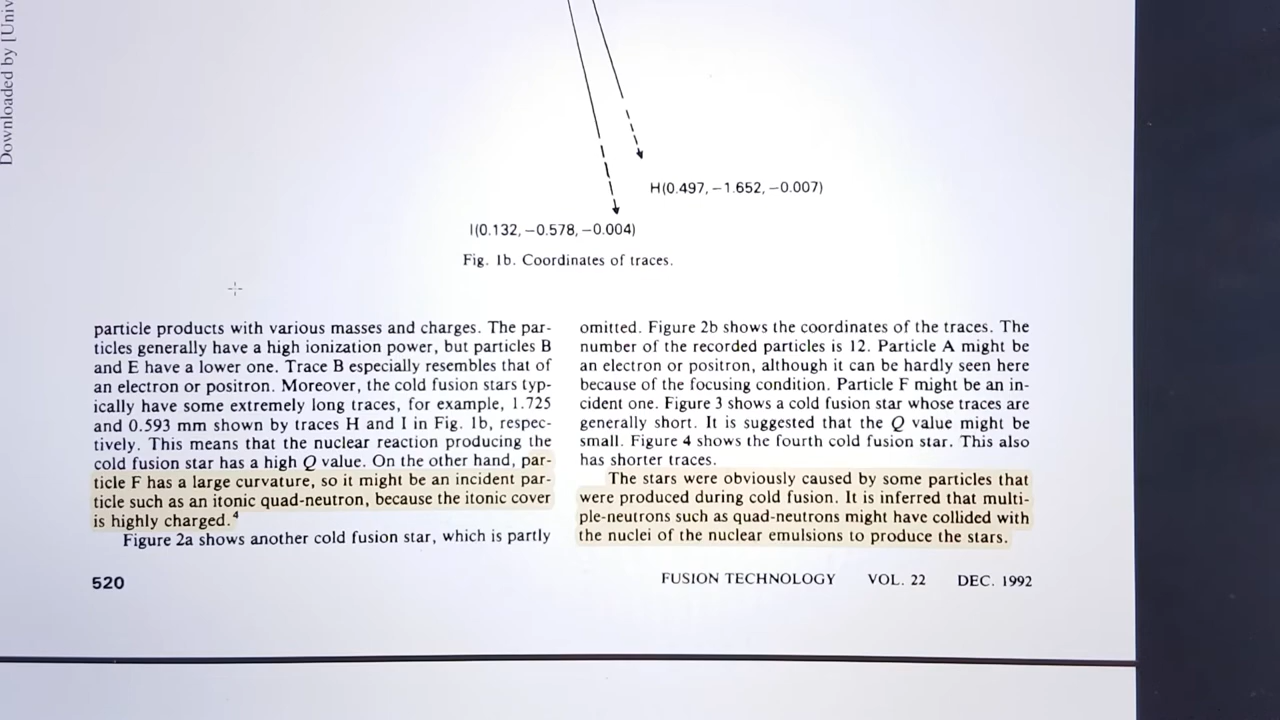 Downloaded by [Univ
H(0.497, −1.652, −0.007)
I(0.132, −0.578, −0.004)
Fig. 1b. Coordinates of traces.
particle products with various masses and charges. The par-
ticles generally have a high ionization power, but particles B
and E have a lower one. Trace B especially resembles that of
an electron or positron. Moreover, the cold fusion stars typ-
ically have some extremely long traces, for example, 1.725
and 0.593 mm shown by traces H and I in Fig. 1b, respec-
tively. This means that the nuclear reaction producing the
cold fusion star has a high Q value. On the other hand, par-
ticle F has a large curvature, so it might be an incident par-
ticle such as an itonic quad-neutron, because the itonic cover
is highly charged.⁴
Figure 2a shows another cold fusion star, which is partly
omitted. Figure 2b shows the coordinates of the traces. The
number of the recorded particles is 12. Particle A might be
an electron or positron, although it can be hardly seen here
because of the focusing condition. Particle F might be an in-
cident one. Figure 3 shows a cold fusion star whose traces are
generally short. It is suggested that the Q value might be
small. Figure 4 shows the fourth cold fusion star. This also
has shorter traces.
The stars were obviously caused by some particles that
were produced during cold fusion. It is inferred that multi-
ple-neutrons such as quad-neutrons might have collided with
the nuclei of the nuclear emulsions to produce the stars.
520
FUSION TECHNOLOGY VOL. 22 DEC. 1992